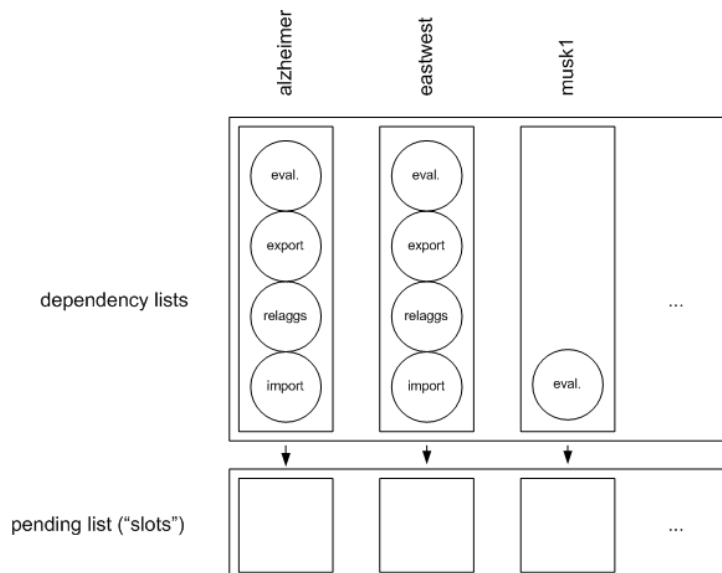 alzheimer
eastwest
musk1
eval.
eval.
export
export
dependency lists
relaggs
relaggs
...
import
import
eval.
pending list (“slots”)
...